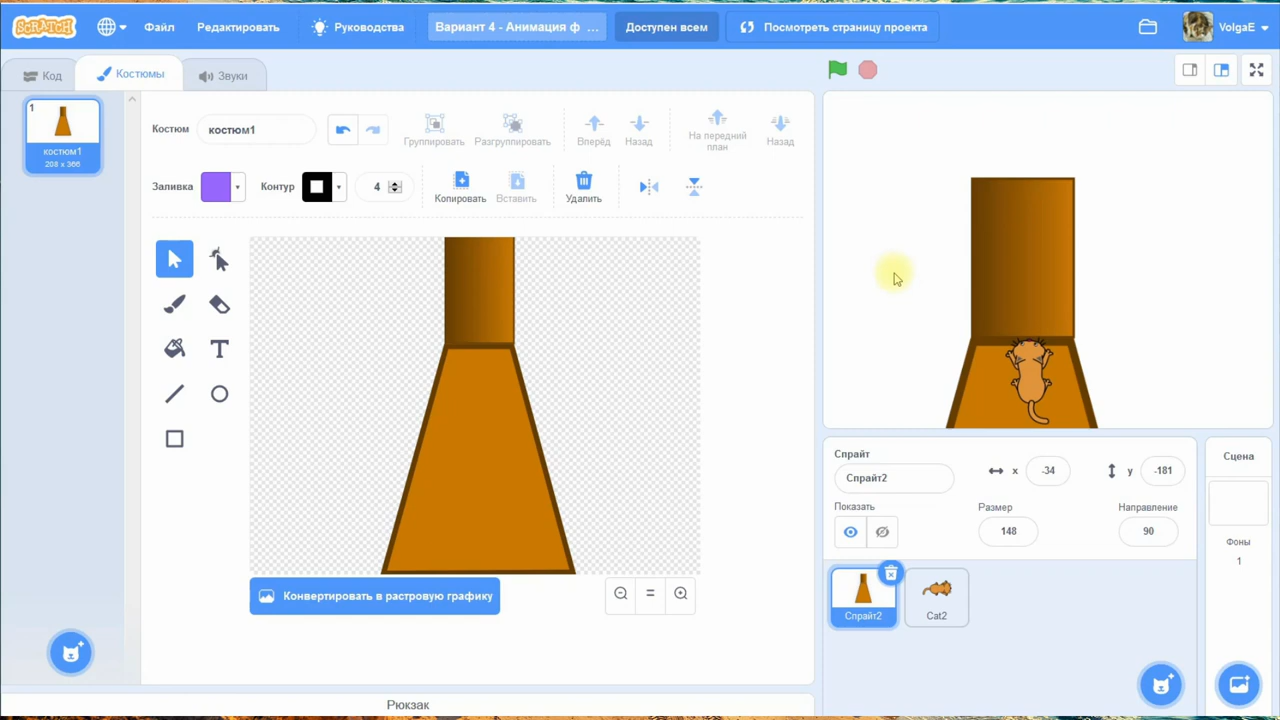 SCRATCH Файл Редактировать Руководства Вариант 4 - Анимация ф ... Доступен всем Посмотреть страницу проекта VolgaE
Код Костюмы Звуки
1
костюм1
208 x 366
Костюм костюм1 Группировать Разгруппировать Вперёд Назад На передний план Назад
Заливка Контур 4 Копировать Вставить Удалить
T
Конвертировать в растровую графику
Рюкзак
Спрайт
Спрайт2 x -34 y -181
Показать Размер Направление
148 90
Спрайт2 Cat2
Сцена
Фоны
1